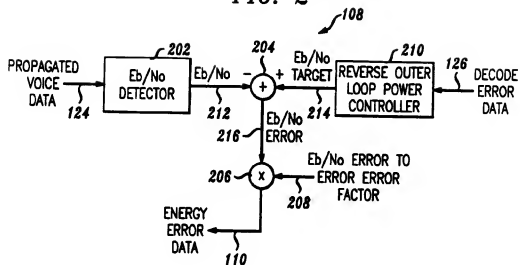 FIG. 2
108
202
204
210
PROPAGATED
VOICE
DATA
124
Eb/No
DETECTOR
Eb/No
212
−
+
+
Eb/No
TARGET
214
REVERSE OUTER
LOOP POWER
CONTROLLER
126
DECODE
ERROR
DATA
216
Eb/No
ERROR
206
X
Eb/No ERROR TO
ERROR ERROR
FACTOR
208
ENERGY
ERROR
DATA
110